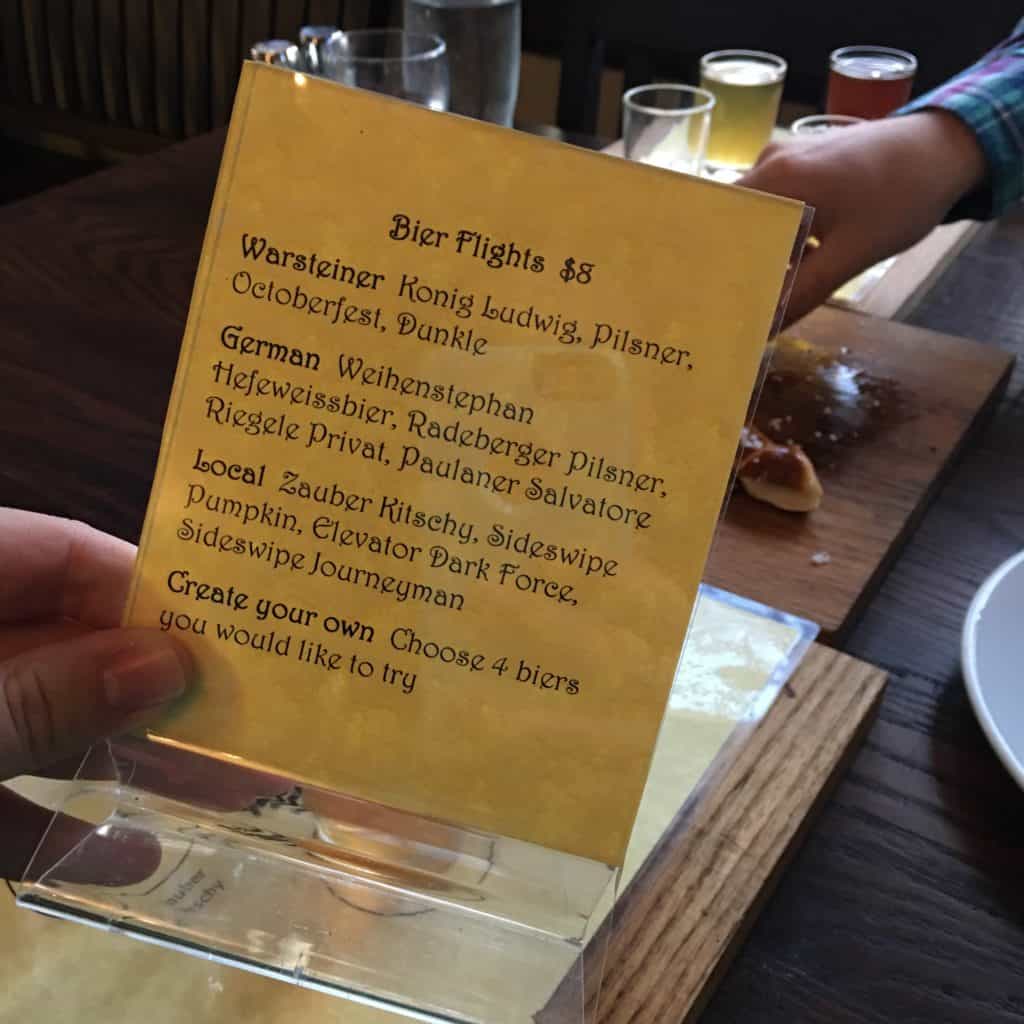 Bier Flights $8
Warsteiner Konig Ludwig, Pilsner,
Octoberfest, Dunkle
German Weihenstephan
Hefeweissbier, Radeberger Pilsner,
Riegele Privat, Paulaner Salvatore
Local Zauber Kitschy, Sideswipe
Pumpkin, Elevator Dark Force,
Sideswipe Journeyman
Create your own Choose 4 biers
you would like to try